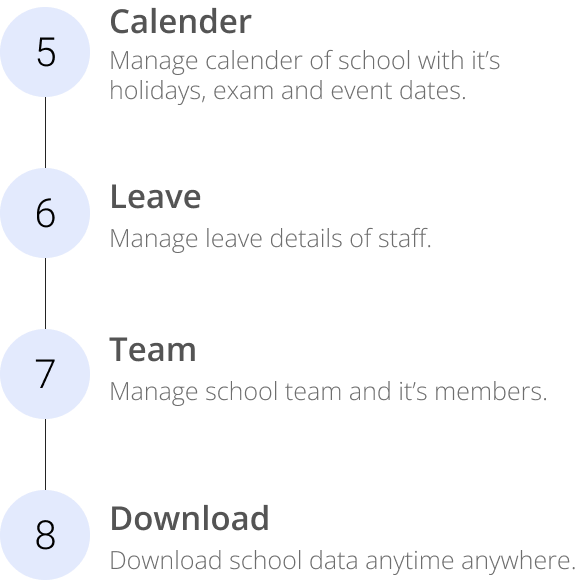 5
Calender
Manage calender of school with it’s
holidays, exam and event dates.
6
Leave
Manage leave details of staff.
7
Team
Manage school team and it’s members.
8
Download
Download school data anytime anywhere.